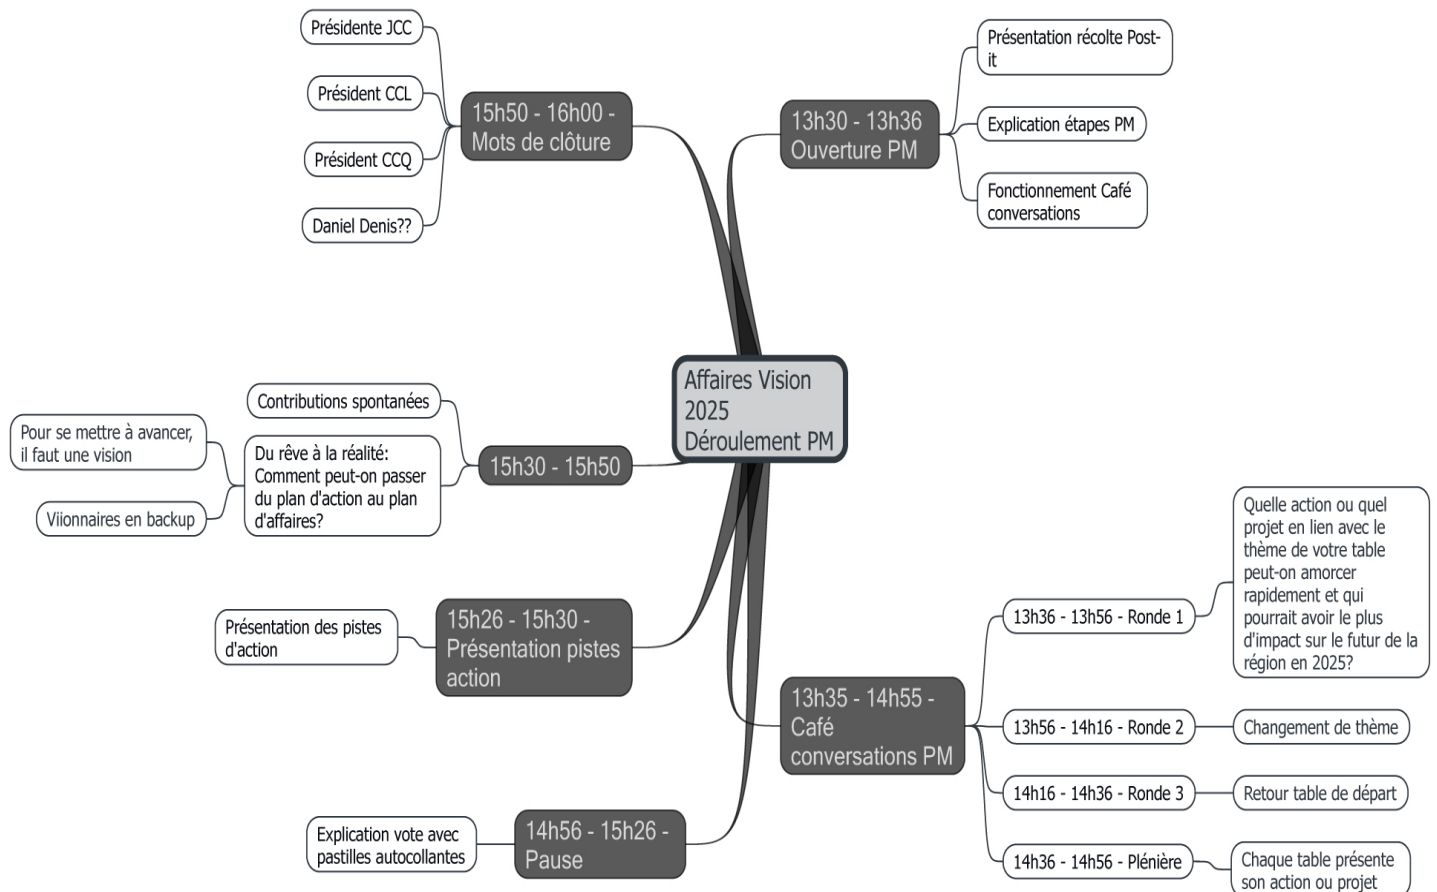 Affaires Vision
2025
Déroulement PM
13h30 - 13h36
Ouverture PM
Présentation récolte Post-
it
Explication étapes PM
Fonctionnement Café
conversations
13h35 - 14h55 -
Café
conversations PM
13h36 - 13h56 - Ronde 1
Quelle action ou quel
projet en lien avec le
thème de votre table
peut-on amorcer
rapidement et qui
pourrait avoir le plus
d'impact sur le futur de la
région en 2025?
13h56 - 14h16 - Ronde 2
Changement de thème
14h16 - 14h36 - Ronde 3
Retour table de départ
14h36 - 14h56 - Plénière
Chaque table présente
son action ou projet
14h56 - 15h26 -
Pause
Explication vote avec
pastilles autocollantes
15h26 - 15h30 -
Présentation pistes
action
Présentation des pistes
d'action
15h30 - 15h50
Contributions spontanées
Du rêve à la réalité:
Comment peut-on passer
du plan d'action au plan
d'affaires?
Pour se mettre à avancer,
il faut une vision
Viionnaires en backup
15h50 - 16h00 -
Mots de clôture
Présidente JCC
Président CCL
Président CCQ
Daniel Denis??